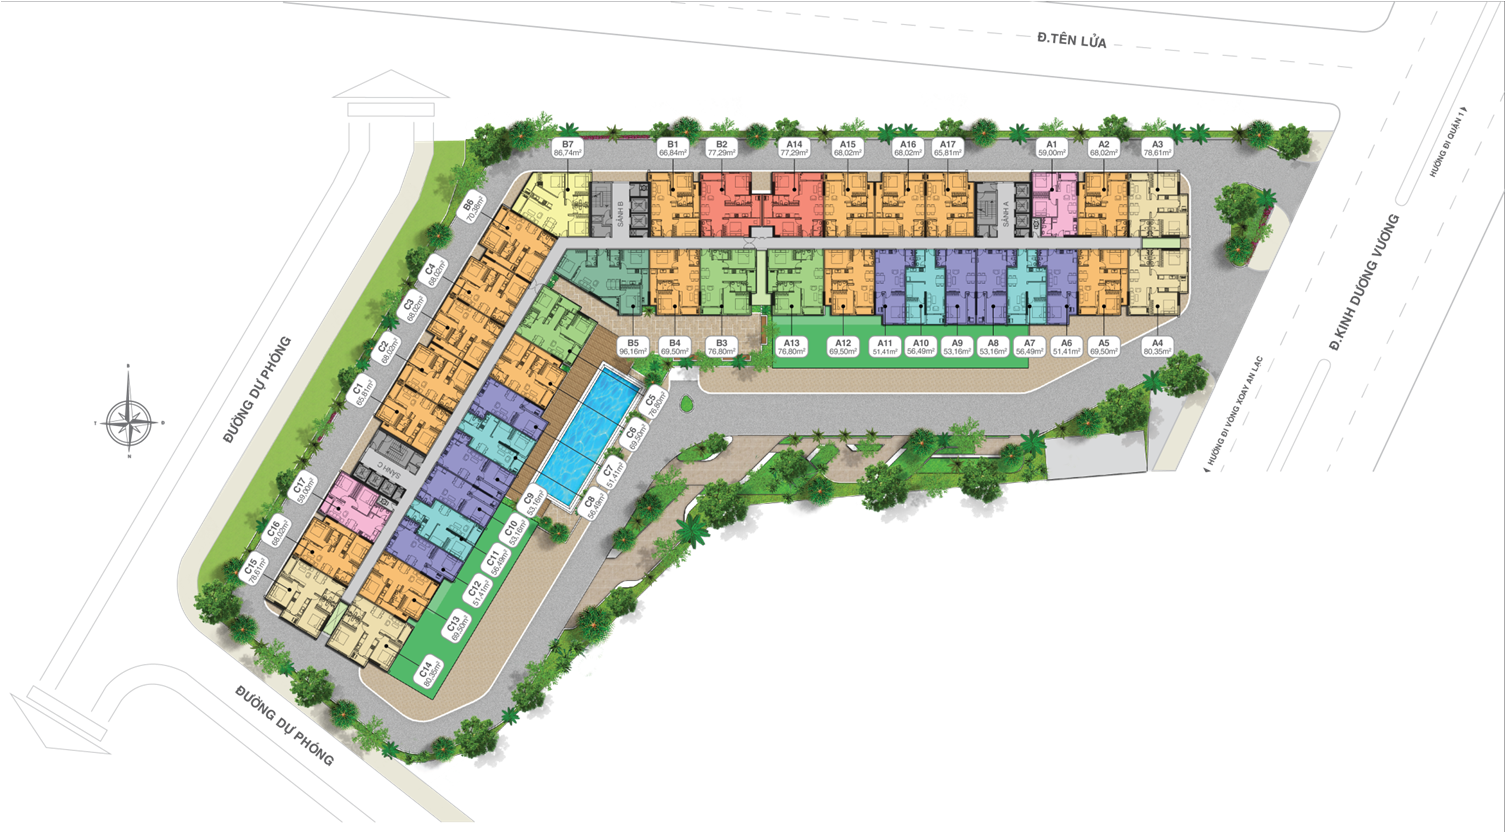 Đ.TÊN LỬA
HƯỚNG ĐI QUẬN 1
Đ.KINH DƯƠNG VƯƠNG
HƯỚNG ĐI VÒNG XOAY AN LẠC
B7
86,74m²
B1
66,84m²
B2
77,29m²
A14
77,29m²
A15
68,02m²
A16
68,02m²
A17
65,81m²
A1
59,00m²
A2
68,02m²
A3
78,61m²
SẢNH B
SẢNH A
B6
70,38m²
C4
68,02m²
C3
68,02m²
C2
68,02m²
C1
65,81m²
B5
96,16m²
B4
69,50m²
B3
76,80m²
A13
76,80m²
A12
69,50m²
A11
51,41m²
A10
56,49m²
A9
53,16m²
A8
53,16m²
A7
56,49m²
A6
51,41m²
A5
69,50m²
A4
80,35m²
ĐƯỜNG DỰ PHÓNG
SẢNH C
C5
76,80m²
C6
69,50m²
C7
51,41m²
C8
56,49m²
C9
53,16m²
C10
53,16m²
C11
56,49m²
C12
51,41m²
C13
69,50m²
C14
80,35m²
C17
59,00m²
C16
68,02m²
C15
78,61m²
B
T
Đ
N
ĐƯỜNG DỰ PHÓNG